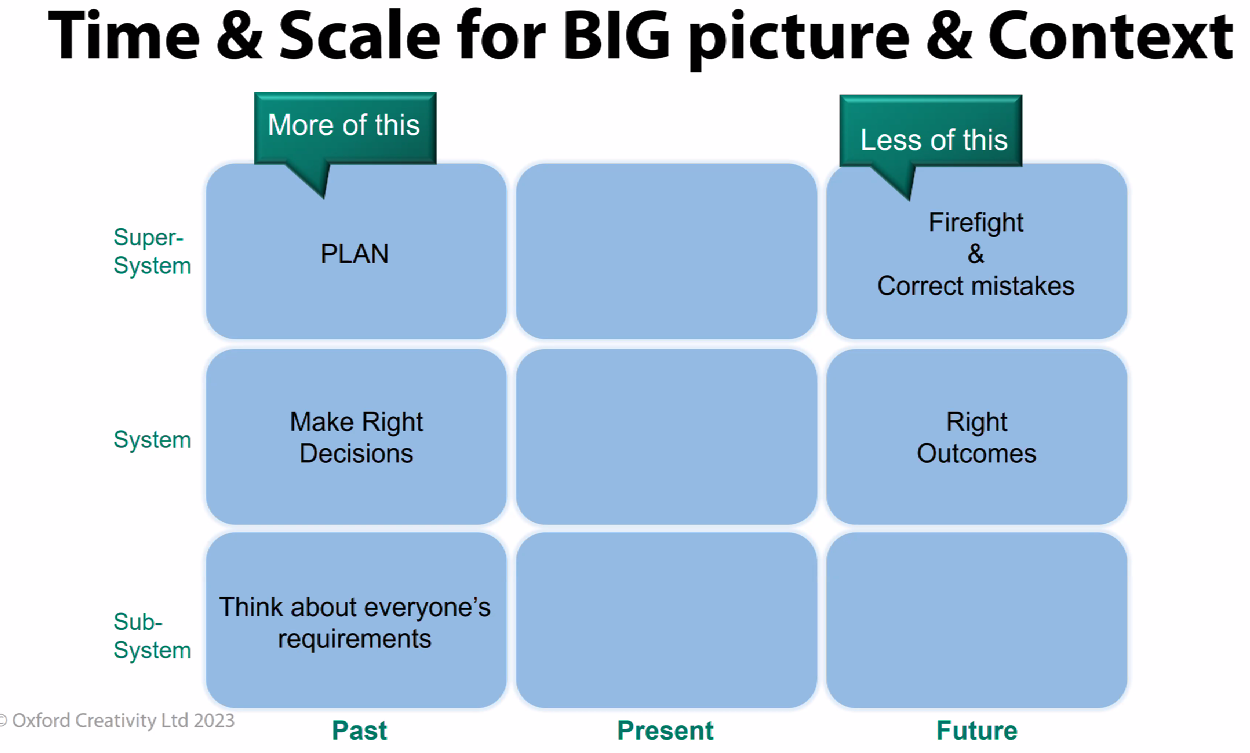 Time & Scale for BIG picture & Context
More of this
Less of this
Super-
System
PLAN
Firefight
&
Correct mistakes
System
Make Right
Decisions
Right
Outcomes
Sub-
System
Think about everyone’s
requirements
© Oxford Creativity Ltd 2023
Past
Present
Future